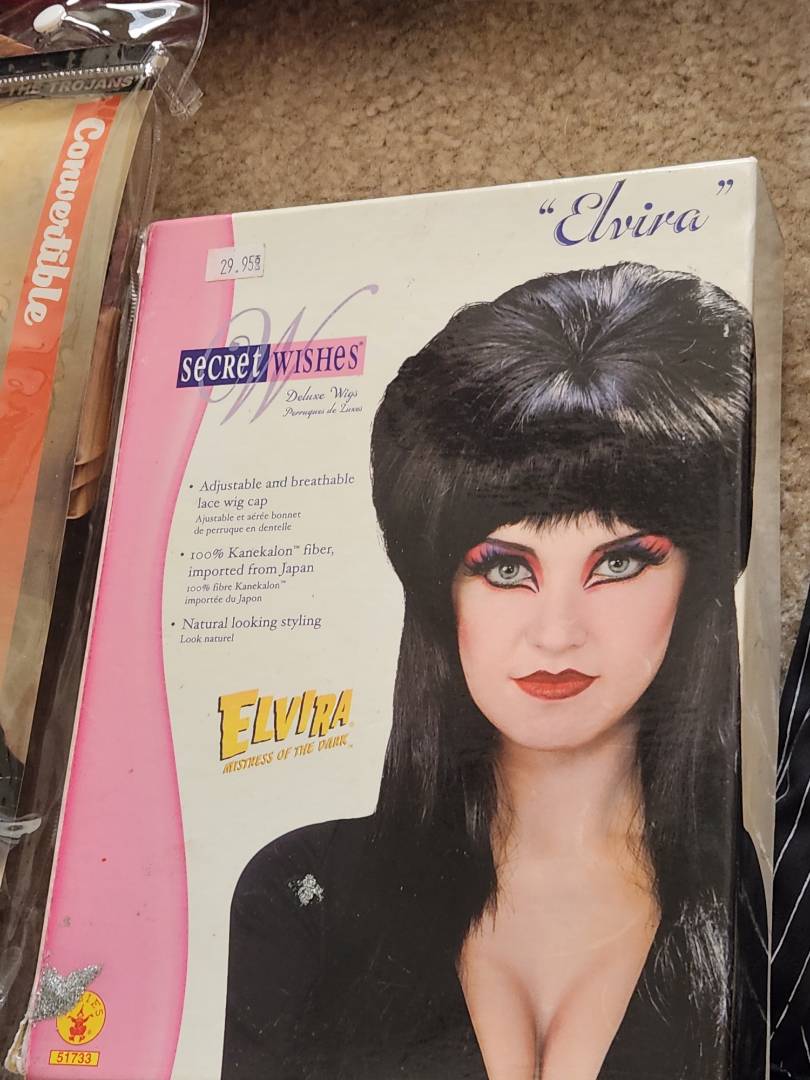 THE TROJANS
Convertible
"Elvira"
29.95
secret WISHES®
Deluxe Wigs
Perruques de Luxes
• Adjustable and breathable
lace wig cap
Ajustable et aérée bonnet
de perruque en dentelle
• 100% Kanekalon™ fiber,
imported from Japan
100% fibre Kanekalon™
importée du Japon
• Natural looking styling
Look naturel
ELVIRA®
MISTRESS OF THE DARK™
51733